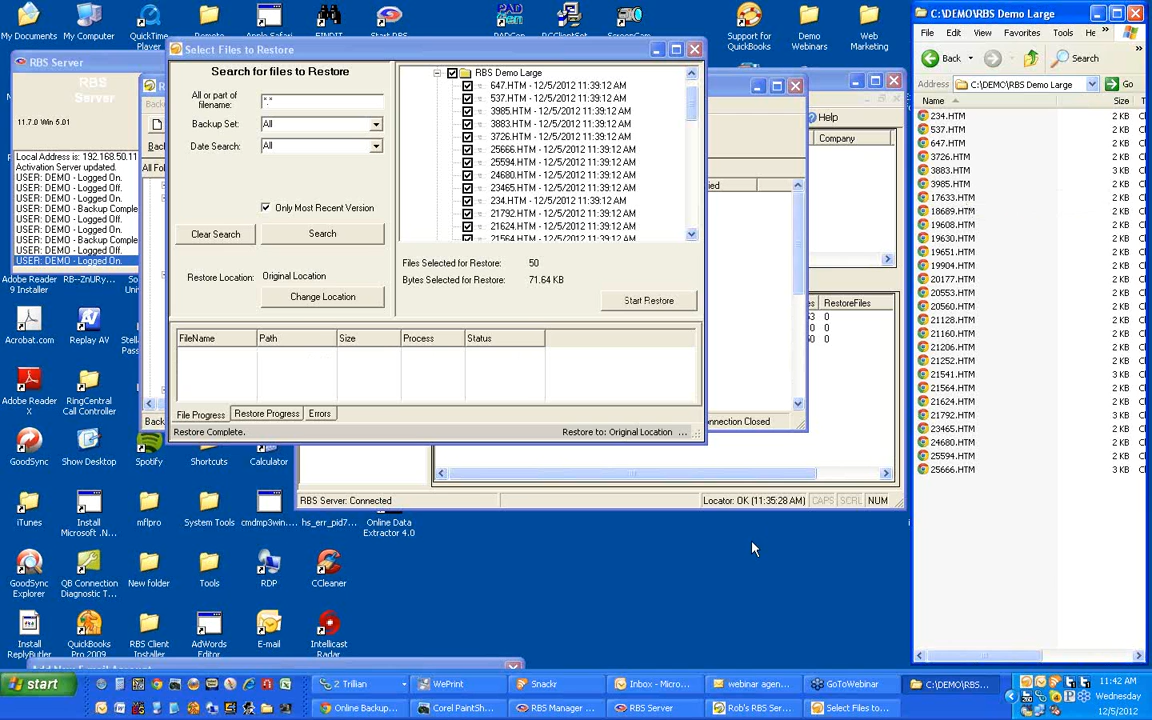 My Documents
My Computer
QuickTime
Player
Apple Safari
Remote
FINDIT
Start RBS
PAD
Gen
PADGen
PCClientSet
ScreenCam
Support for
QuickBooks
Demo
Webinars
Web
Marketing
C:\DEMO\RBS Demo Large
File
Edit
View
Favorites
Tools
He
Back
Search
Address
C:\DEMO\RBS Demo Large
Go
Name
Size
234.HTM 2 KB
537.HTM 2 KB
647.HTM 2 KB
3726.HTM 2 KB
3883.HTM 3 KB
3985.HTM 2 KB
17633.HTM 2 KB
18689.HTM 2 KB
19608.HTM 2 KB
19630.HTM 2 KB
19651.HTM 2 KB
19904.HTM 2 KB
20177.HTM 2 KB
20553.HTM 2 KB
20560.HTM 2 KB
21128.HTM 2 KB
21160.HTM 2 KB
21206.HTM 2 KB
21252.HTM 2 KB
21541.HTM 3 KB
21564.HTM 2 KB
21624.HTM 2 KB
21792.HTM 3 KB
23465.HTM 2 KB
24680.HTM 2 KB
25594.HTM 2 KB
25666.HTM 2 KB
RBS Server
RBS
Server
11.7.0 Win 5.01
Local Address is: 192.168.50.11
Activation Server updated.
USER: DEMO - Logged On.
USER: DEMO - Logged Off.
USER: DEMO - Backup Comple
USER: DEMO - Logged Off.
USER: DEMO - Logged On.
USER: DEMO - Backup Comple
USER: DEMO - Logged Off.
USER: DEMO - Logged On.
Select Files to Restore
Search for files to Restore
All or part of
filename:
*.*
Backup Set:
All
Date Search:
All
Only Most Recent Version
Clear Search
Search
Restore Location:
Original Location
Change Location
RBS Demo Large
647.HTM - 12/5/2012 11:39:12 AM
537.HTM - 12/5/2012 11:39:12 AM
3985.HTM - 12/5/2012 11:39:12 AM
3883.HTM - 12/5/2012 11:39:12 AM
3726.HTM - 12/5/2012 11:39:12 AM
25666.HTM - 12/5/2012 11:39:12 AM
25594.HTM - 12/5/2012 11:39:12 AM
24680.HTM - 12/5/2012 11:39:12 AM
23465.HTM - 12/5/2012 11:39:12 AM
234.HTM - 12/5/2012 11:39:12 AM
21792.HTM - 12/5/2012 11:39:12 AM
21624.HTM - 12/5/2012 11:39:12 AM
21564.HTM - 12/5/2012 11:39:12 AM
Files Selected for Restore: 50
Bytes Selected for Restore: 71.64 KB
Start Restore
FileName
Path
Size
Process
Status
File Progress
Restore Progress
Errors
Restore Complete.
Restore to: Original Location ...
Help
Company
RestoreFiles
0
0
0
nnection Closed
RBS Server: Connected
Locator: OK (11:35:28 AM)
CAPS
SCRL
NUM
Adobe Reader
9 Installer
RB--ZnURy...
Acrobat.com
Replay AV
Adobe Reader
X
RingCentral
Call Controller
GoodSync
Show Desktop
Spotify
Shortcuts
Calculator
iTunes
Install
Microsoft .N...
mflpro
System Tools
cmdmp3win...
hs_err_pid7...
Online Data
Extractor 4.0
GoodSync
Explorer
QB Connection
Diagnostic T...
New folder
Tools
RDP
CCleaner
Install
ReplyButler
QuickBooks
Pro 2009
RBS Client
Installer
AdWords
Editor
E-mail
Intellicast
Radar
start
2 Trillian
WePrint
Snackr
Inbox - Micro...
webinar agen...
GoToWebinar
C:\DEMO\RBS...
Online Backup...
Corel PaintSh...
RBS Manager ...
RBS Server
Rob's RBS Ser...
Select Files to...
11:42 AM
Wednesday
12/5/2012